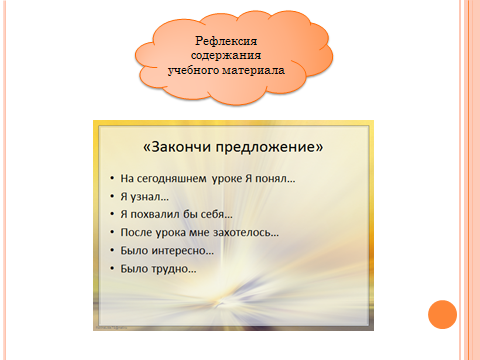 Рефлексия
содержания
учебного материала
«Закончи предложение»
• На сегодняшнем уроке Я понял...
• Я узнал...
• Я похвалил бы себя...
• После урока мне захотелось...
• Было интересно...
• Было трудно...